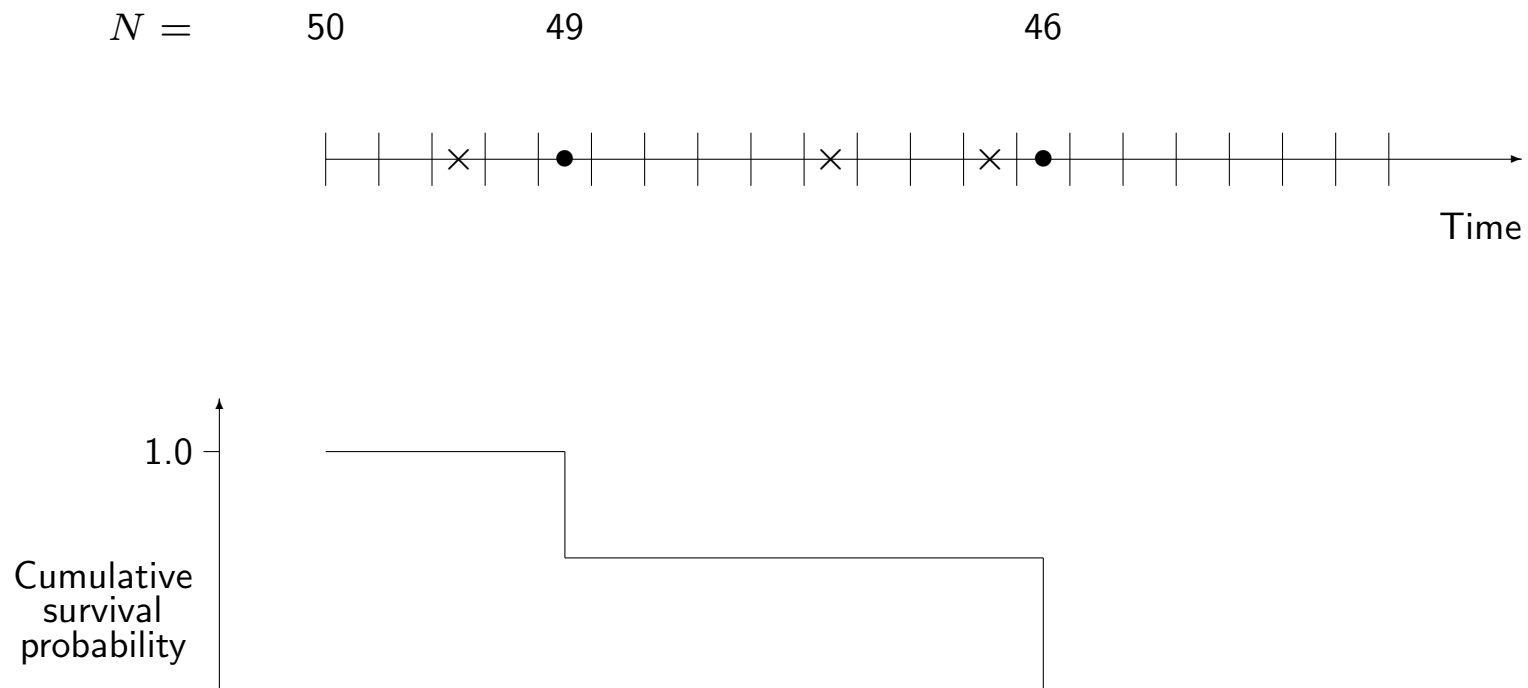 N = 50 49 46
Time
1.0
Cumulative
survival
probability